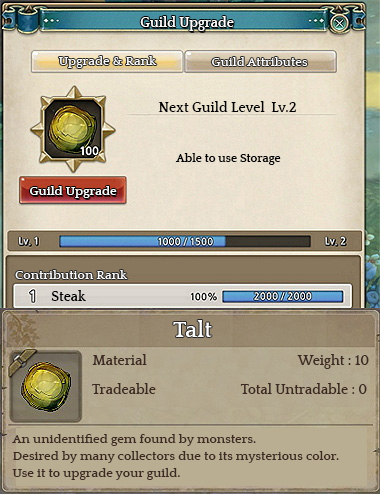 Guild Upgrade
Upgrade & Rank
Guild Attributes
Next Guild Level Lv.2
100
Able to use Storage
Guild Upgrade
Lv. 1
1000 / 1500
Lv. 2
Contribution Rank
1 Steak 100% 2000 / 2000
Talt
Material Weight : 10
Tradeable Total Untradable : 0
An unidentified gem found by monsters.
Desired by many collectors due to its mysterious color.
Use it to upgrade your guild.